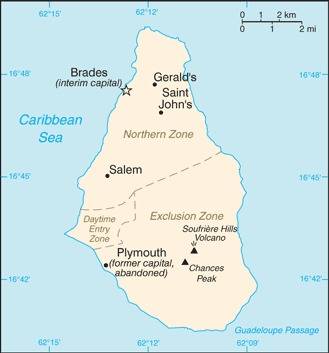 62°15'
62°12'
0 1 2 km
0 1 2 mi
16°48'
16°48'
Brades
(interim capital)
Gerald's
Saint
John's
Caribbean
Sea
Northern Zone
16°45'
16°45'
Salem
Daytime
Entry
Zone
Exclusion Zone
Soufrière Hills
Volcano
Plymouth
(former capital,
abandoned)
Chances
Peak
16°42'
16°42'
Guadeloupe Passage
62°15'
62°12'
62°09'